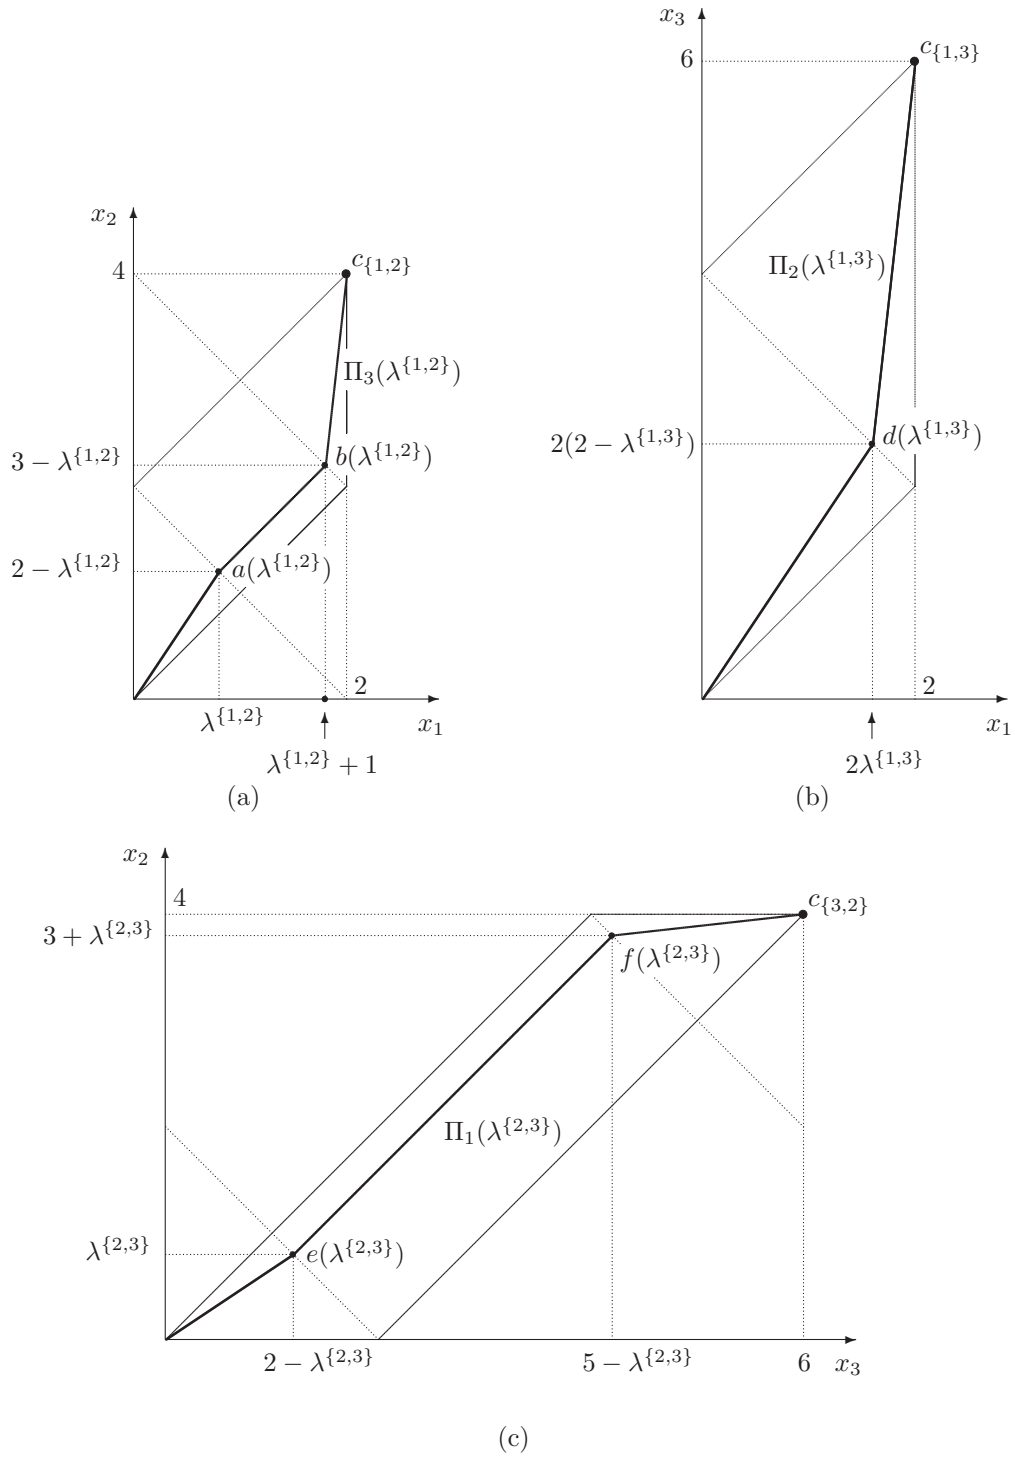 x₂
4
c_{1,2}
Π₃(λ^{1,2})
3 − λ^{1,2}
b(λ^{1,2})
2 − λ^{1,2}
a(λ^{1,2})
2
λ^{1,2}
x₁
λ^{1,2} + 1
(a)
x₃
6
c_{1,3}
Π₂(λ^{1,3})
2(2 − λ^{1,3})
d(λ^{1,3})
2
x₁
2λ^{1,3}
(b)
x₂
4
c_{3,2}
3 + λ^{2,3}
f(λ^{2,3})
Π₁(λ^{2,3})
λ^{2,3}
e(λ^{2,3})
2 − λ^{2,3}
5 − λ^{2,3}
6
x₃
(c)